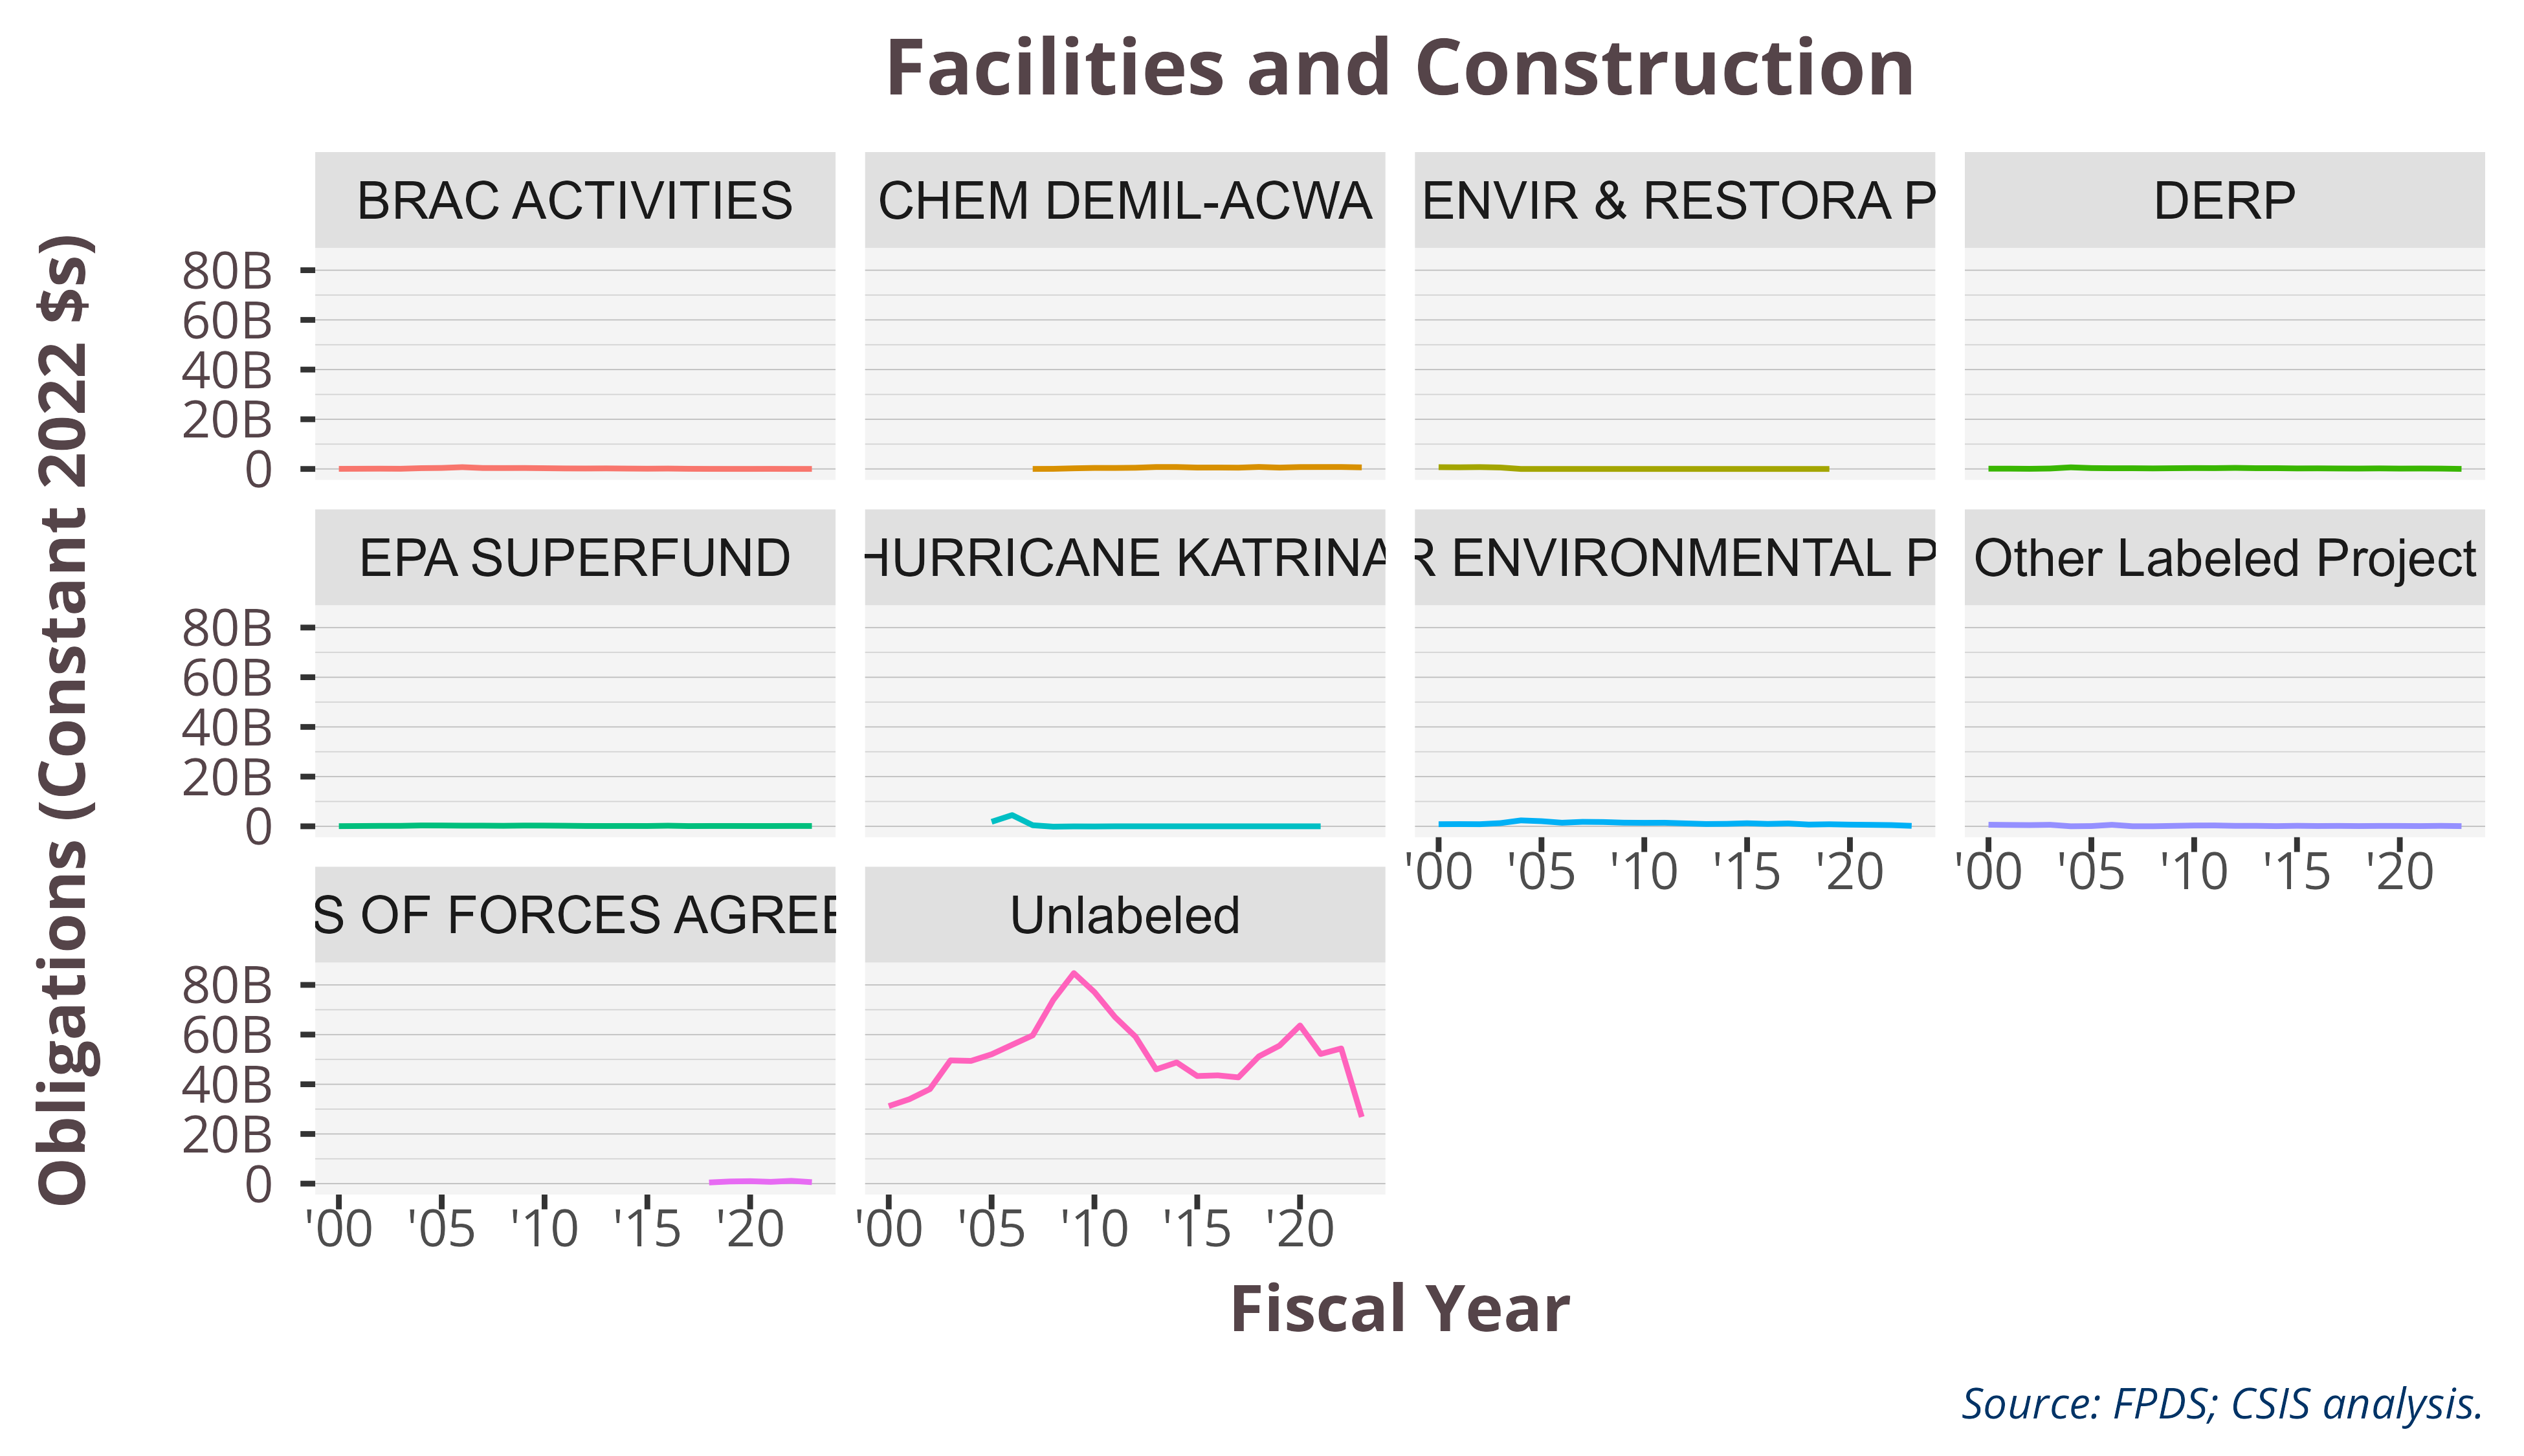 Facilities and Construction
Obligations (Constant 2022 $s)
BRAC ACTIVITIES
CHEM DEMIL-ACWA
ENVIR & RESTORA P
DERP
80B
60B
40B
20B
0
EPA SUPERFUND
HURRICANE KATRINA
R ENVIRONMENTAL P
Other Labeled Project
80B
60B
40B
20B
0
'00 '05 '10 '15 '20
'00 '05 '10 '15 '20
S OF FORCES AGREE
Unlabeled
80B
60B
40B
20B
0
'00 '05 '10 '15 '20
'00 '05 '10 '15 '20
Fiscal Year
Source: FPDS; CSIS analysis.